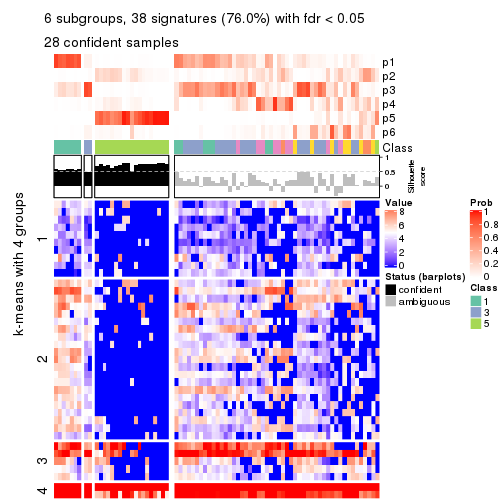 6 subgroups, 38 signatures (76.0%) with fdr < 0.05
28 confident samples
p1
p2
p3
p4
p5
p6
Class
1
0.5
0
Silhouette
score
k-means with 4 groups
1
2
3
4
Value
8
6
4
2
0
Status (barplots)
confident
ambiguous
Prob
1
0.8
0.6
0.4
0.2
0
Class
1
3
5